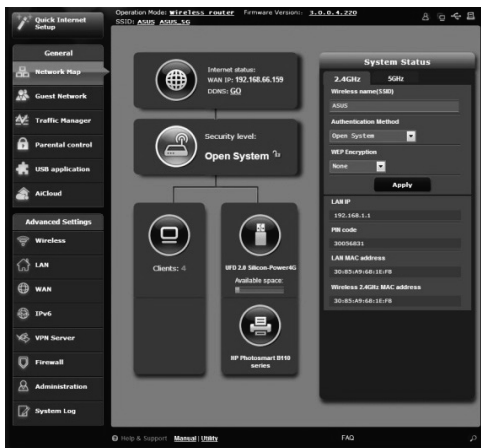 Quick Internet
Setup
Operation Mode: Wireless router Firmware Version: 3.0.0.4.220
SSID: ASUS ASUS_5G
General
Network Map
Guest Network
Traffic Manager
Parental control
USB application
AiCloud
Advanced Settings
Wireless
LAN
WAN
IPv6
VPN Server
Firewall
Administration
System Log
Internet status:
WAN IP: 192.168.66.159
DDNS: GO
Security level:
Open System
Clients: 4
UFD 2.0 Silicon-Power4G
Available space:
HP Photosmart B110
series
System Status
2.4GHz 5GHz
Wireless name(SSID)
ASUS
Authentication Method
Open System
WEP Encryption
None
Apply
LAN IP
192.168.1.1
PIN code
30036831
LAN MAC address
30:85:A9:68:1E:F8
Wireless 2.4GHz MAC address
30:85:A9:68:1E:F8
Help & Support Manual | Utility FAQ